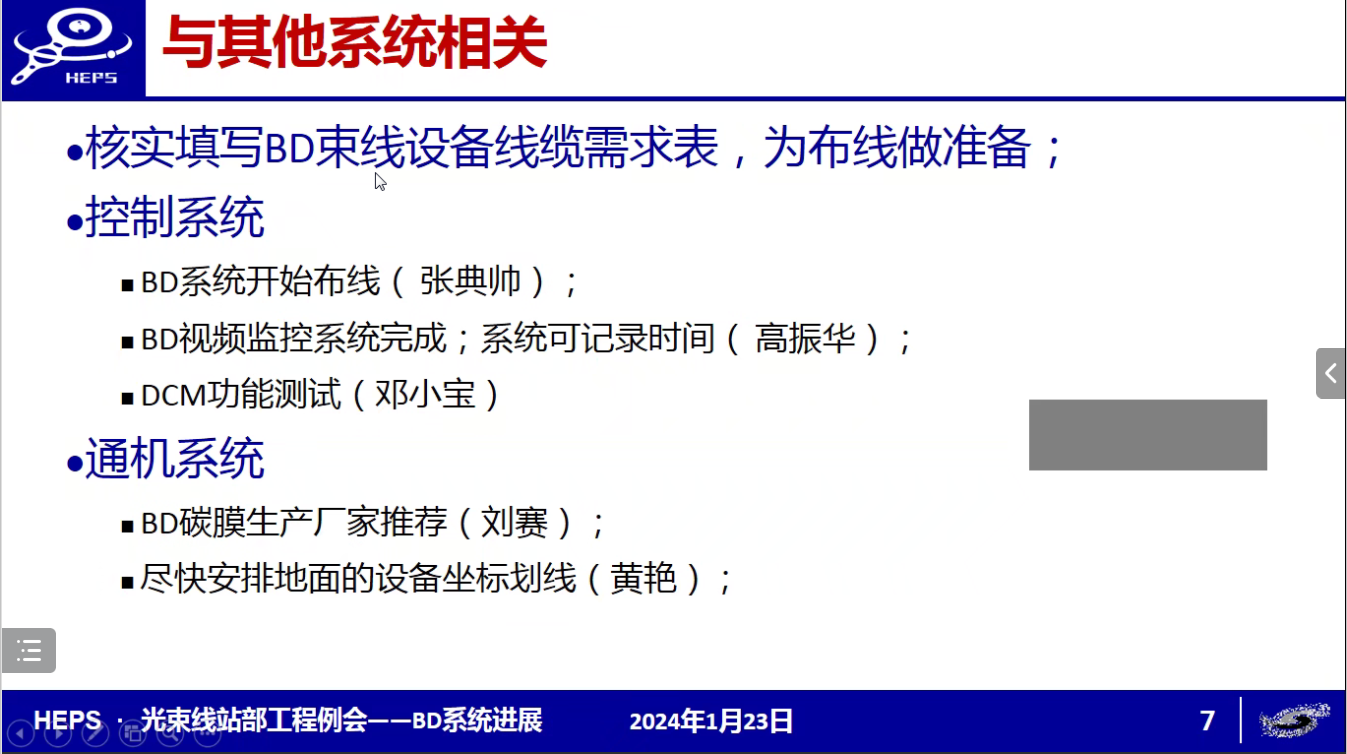 HEPS
与其他系统相关
•核实填写BD束线设备线缆需求表，为布线做准备；
•控制系统
▪BD系统开始布线（ 张典帅 ）；
▪BD视频监控系统完成；系统可记录时间（ 高振华 ）；
▪DCM功能测试（邓小宝 ）
•通机系统
▪BD碳膜生产厂家推荐（刘赛 ）；
▪尽快安排地面的设备坐标划线（黄艳 ）；
HEPS · 光束线站部工程例会——BD系统进展 2024年1月23日 7